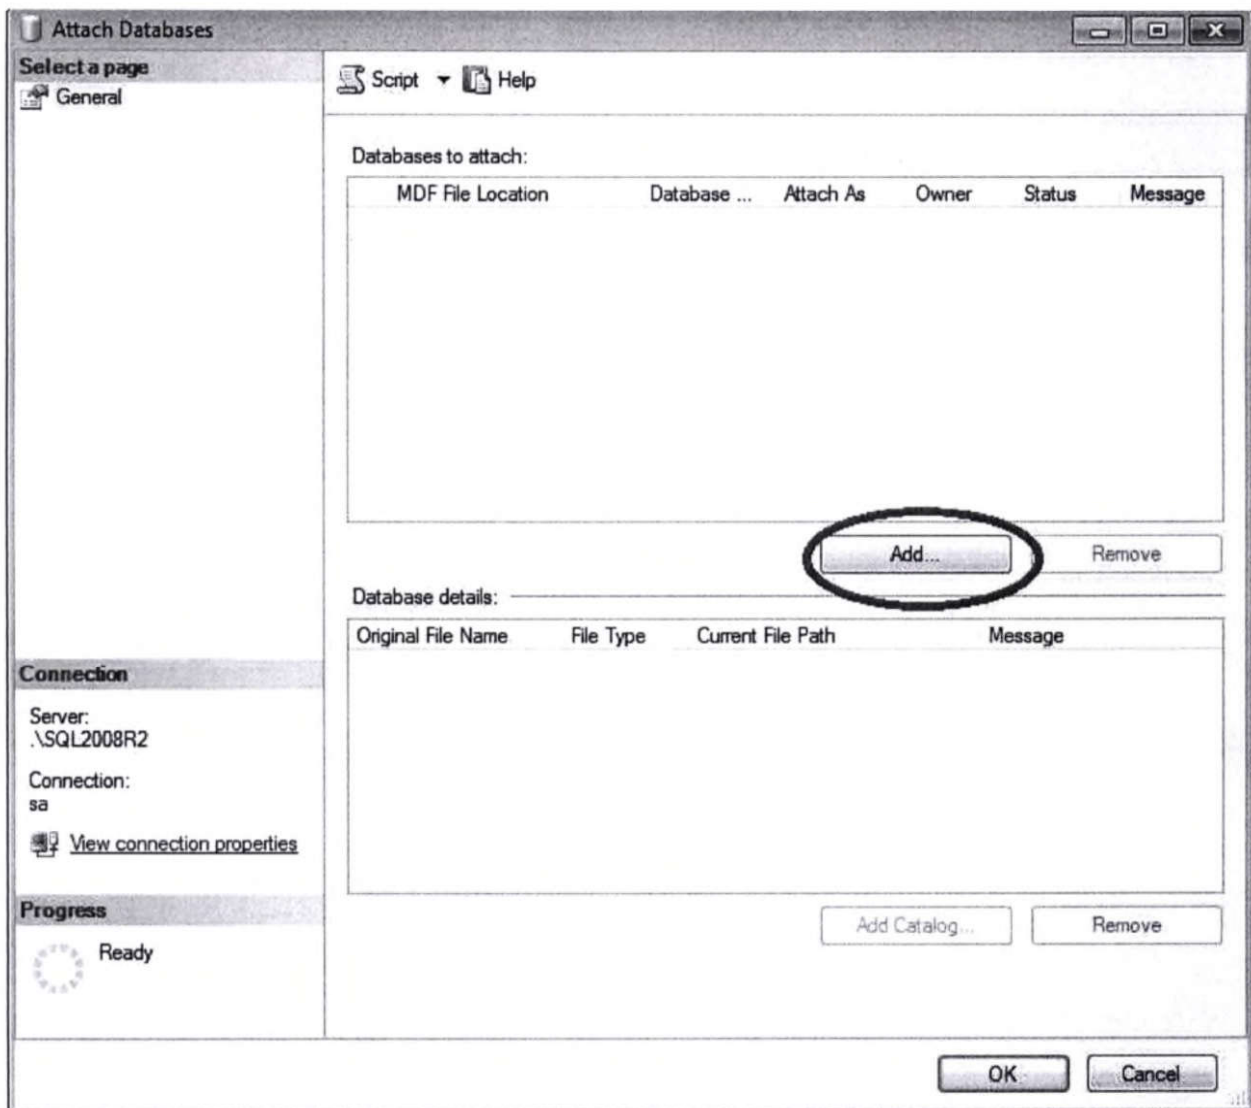 Attach Databases
Select a page
General
Script Help
Databases to attach:
MDF File Location Database ... Attach As Owner Status Message
Add... Remove
Database details:
Original File Name File Type Current File Path Message
Connection
Server:
.\SQL2008R2
Connection:
sa
View connection properties
Progress
Ready
Add Catalog... Remove
OK Cancel